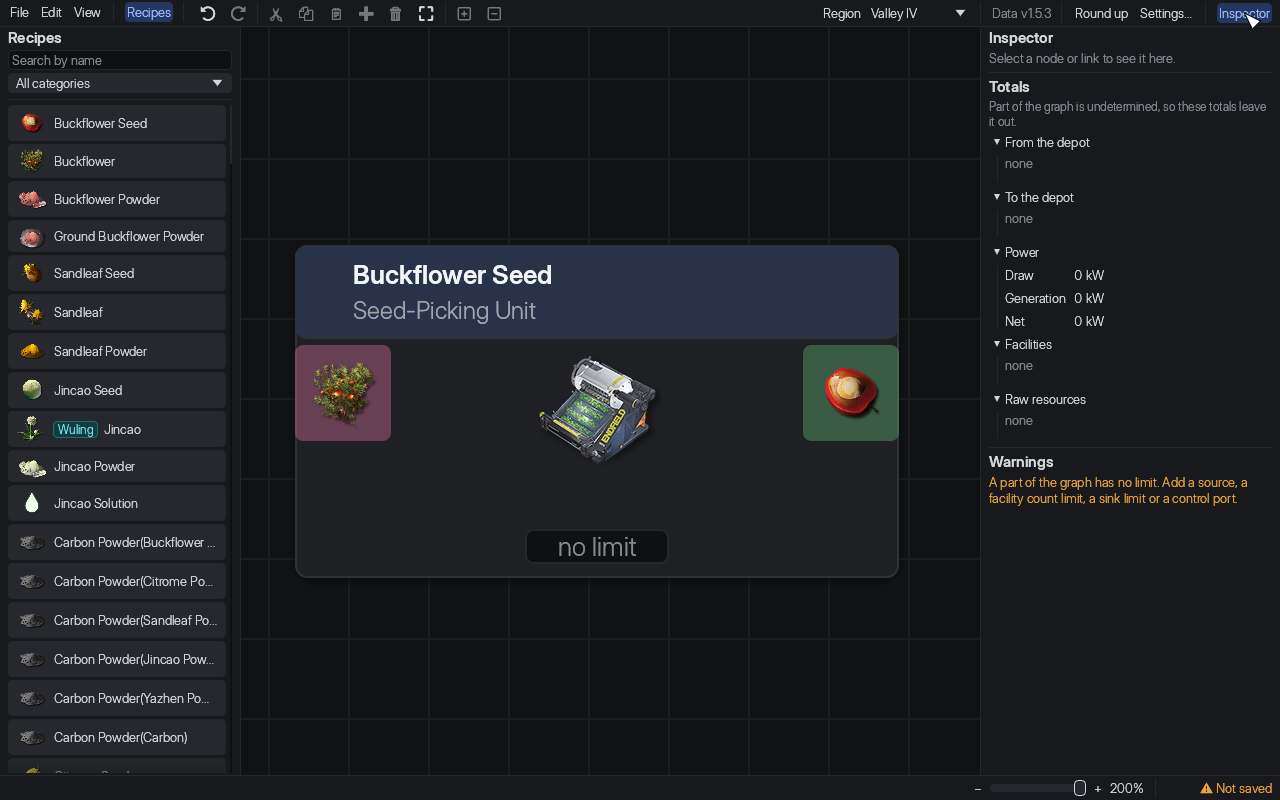 File Edit View Recipes Region Valley IV Data v1.5.3 Round up Settings... Inspector
Recipes
Search by name
All categories
Buckflower Seed
Buckflower
Buckflower Powder
Ground Buckflower Powder
Sandleaf Seed
Sandleaf
Sandleaf Powder
Jincao Seed
Wuling Jincao
Jincao Powder
Jincao Solution
Carbon Powder(Buckflower ...
Carbon Powder(Citrome Po...
Carbon Powder(Sandleaf Po...
Carbon Powder(Jincao Pow...
Carbon Powder(Yazhen Po...
Carbon Powder(Carbon)
Buckflower Seed
Seed-Picking Unit
ENDFIELD
no limit
Inspector
Select a node or link to see it here.
Totals
Part of the graph is undetermined, so these totals leave
it out.
From the depot
none
To the depot
none
Power
Draw 0 kW
Generation 0 kW
Net 0 kW
Facilities
none
Raw resources
none
Warnings
A part of the graph has no limit. Add a source, a
facility count limit, a sink limit or a control port.
− + 200% Not saved